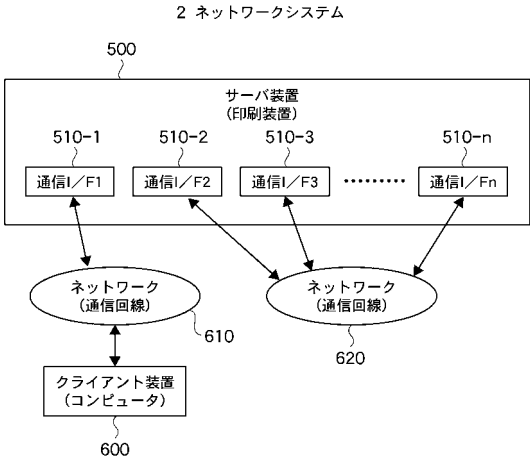 2 ネットワークシステム
500
サーバ装置
(印刷装置)
510-1
510-2
510-3
510-n
通信I/F1
通信I/F2
通信I/F3
………
通信I/Fn
ネットワーク
(通信回線)
610
ネットワーク
(通信回線)
620
クライアント装置
(コンピュータ)
600